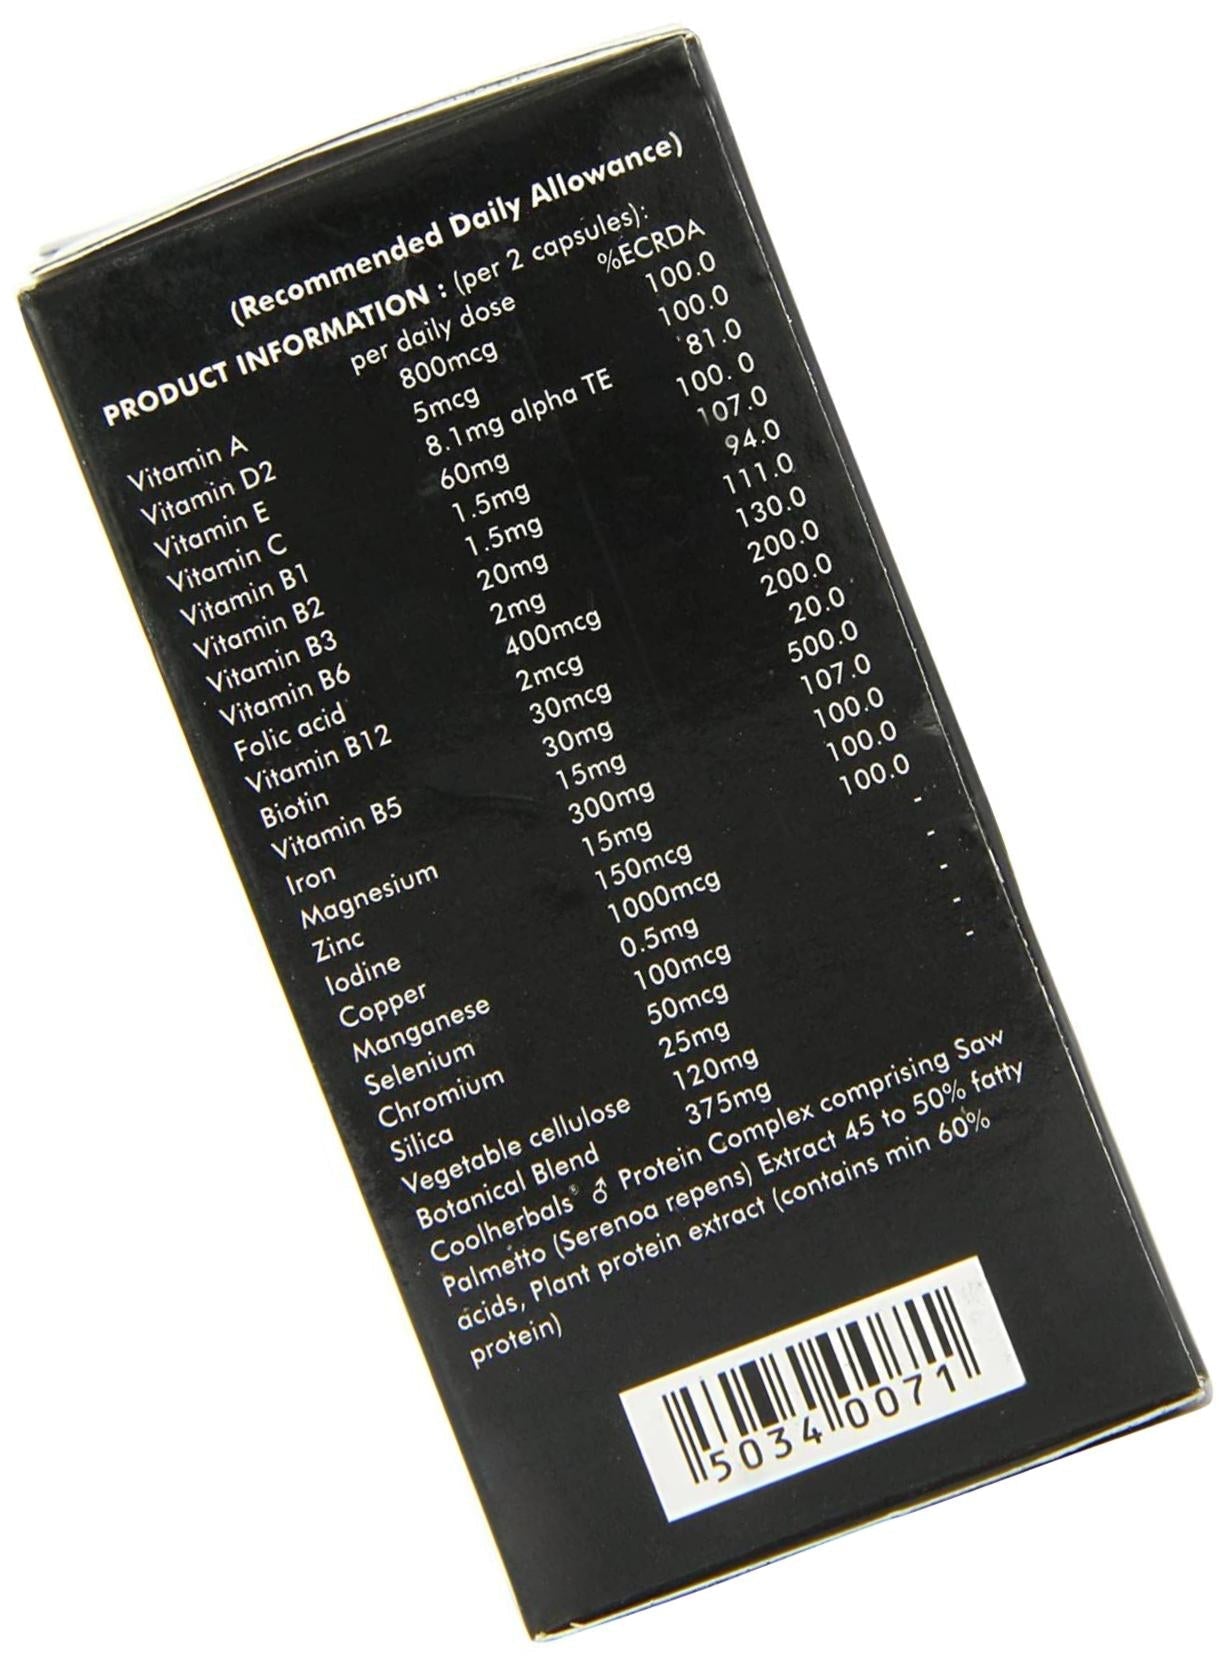 (Recommended Daily Allowance)
PRODUCT INFORMATION : (per 2 capsules):
per daily dose %ECRDA
Vitamin A 800mcg 100.0
Vitamin D2 5mcg 100.0
Vitamin E 8.1mg alpha TE 81.0
Vitamin C 60mg 100. 0
Vitamin B1 1.5mg 107.0
Vitamin B2 1.5mg 94.0
Vitamin B3 20mg 111.0
Vitamin B6 2mg 130.0
Folic acid 400mcg 200.0
Vitamin B12 2mcg 200.0
Biotin 30mcg 20.0
Vitamin B5 30mg 500.0
Iron 15mg 107.0
Magnesium 300mg 100.0
Zinc 15mg 100.0
Iodine 150mcg 100.0
Copper 1000mcg -
Manganese 0.5mg -
Selenium 100mcg -
Chromium 50mcg -
Silica 25mg -
Vegetable cellulose 120mg
Botanical Blend 375mg
Coolherbals® ♂ Protein Complex comprising Saw
Palmetto (Serenoa repens) Extract 45 to 50% fatty
acids, Plant protein extract (contains min 60%
protein)
5034 0071